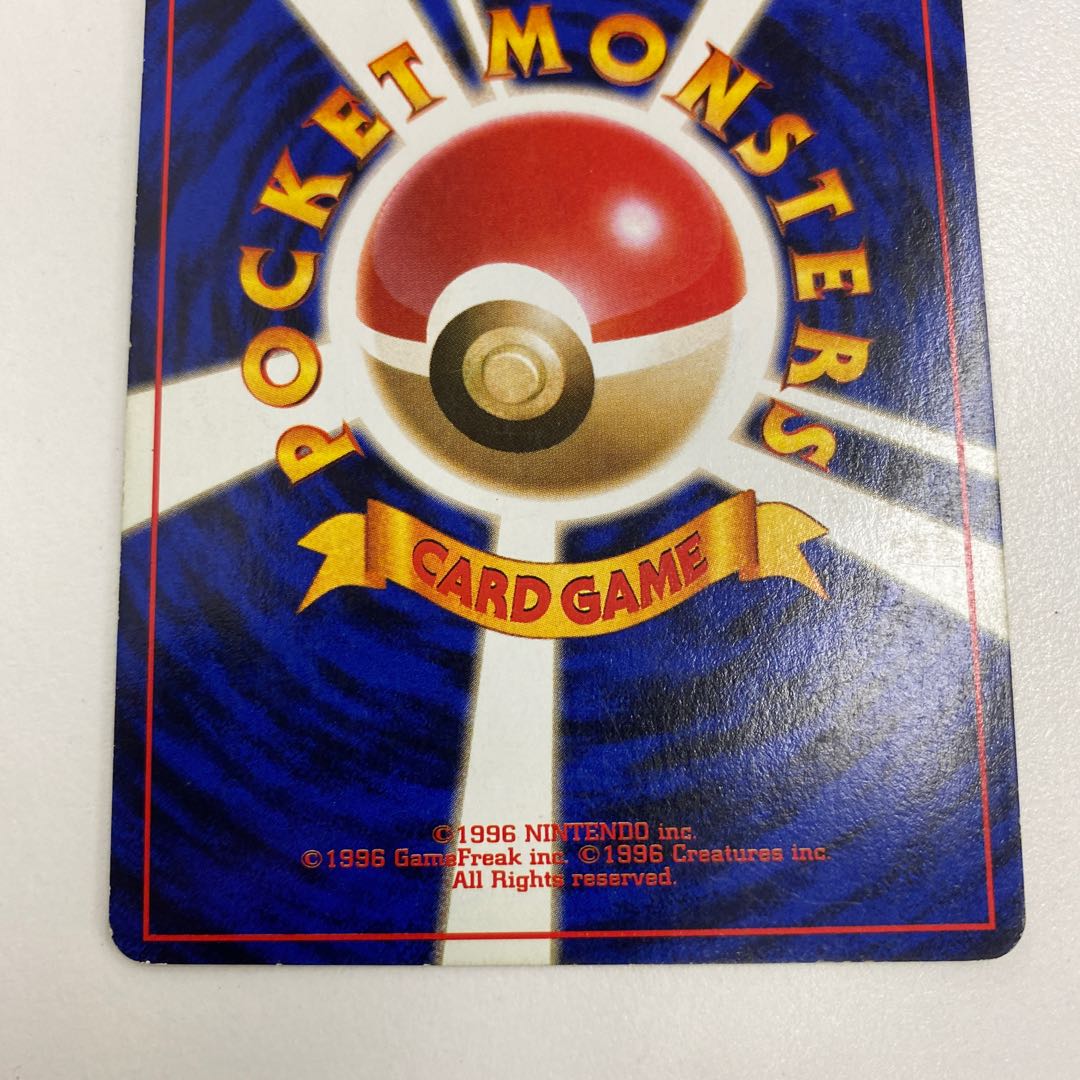 POCKET MONSTERS
CARD GAME
©1996 NINTENDO inc.
©1996 GameFreak inc. ©1996 Creatures inc.
All Rights reserved.